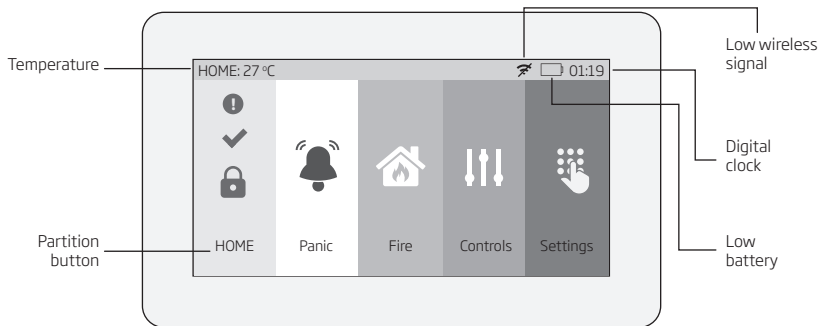 Temperature
Low wireless
signal
HOME: 27 ºC
01:19
Digital
clock
Partition
button
HOME
Panic
Fire
Controls
Settings
Low
battery